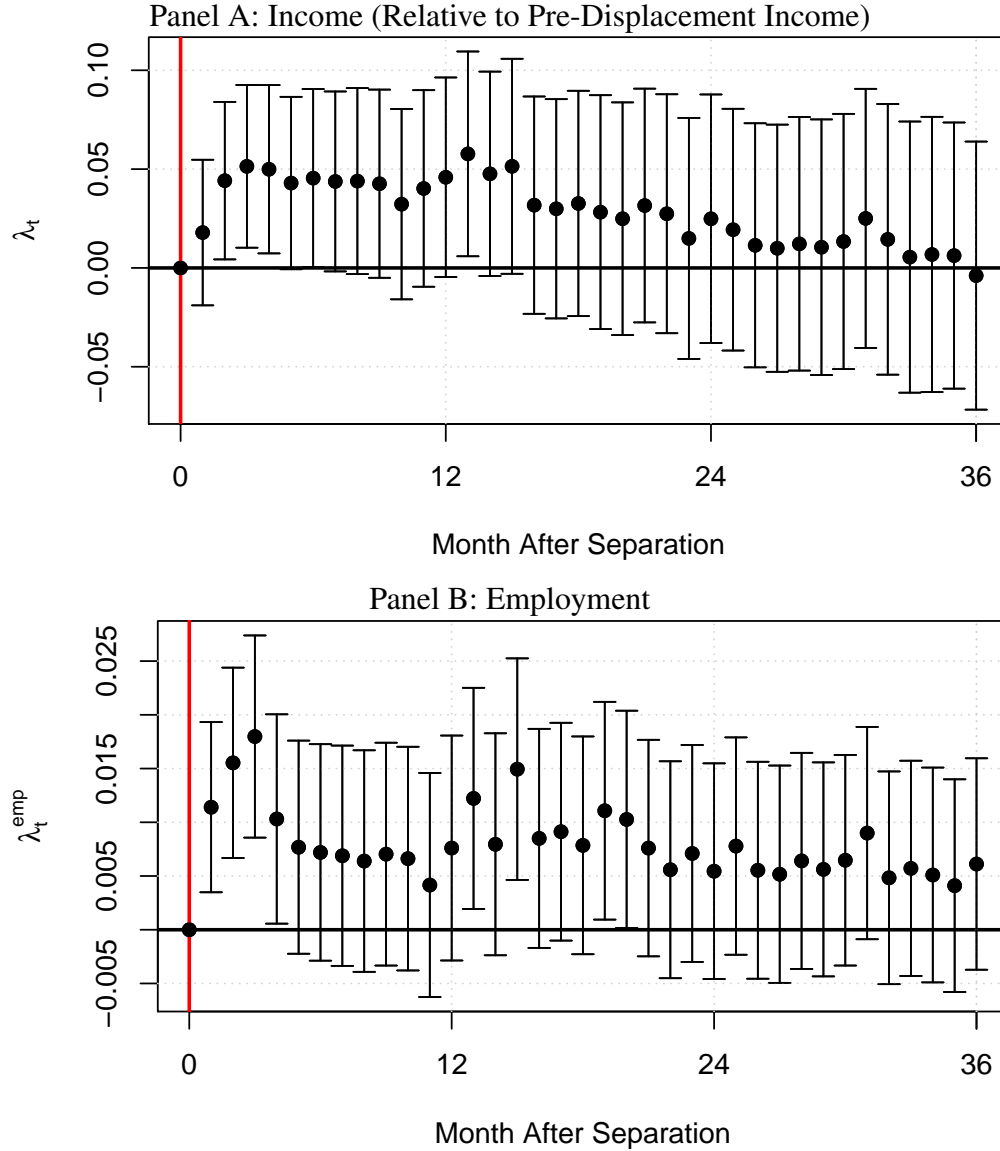 Panel A: Income (Relative to Pre-Displacement Income)
0.10
0.05
0.00
−0.05
λt
0 12 24 36
Month After Separation
Panel B: Employment
0.025
0.015
0.005
−0.005
λt emp
0 12 24 36
Month After Separation